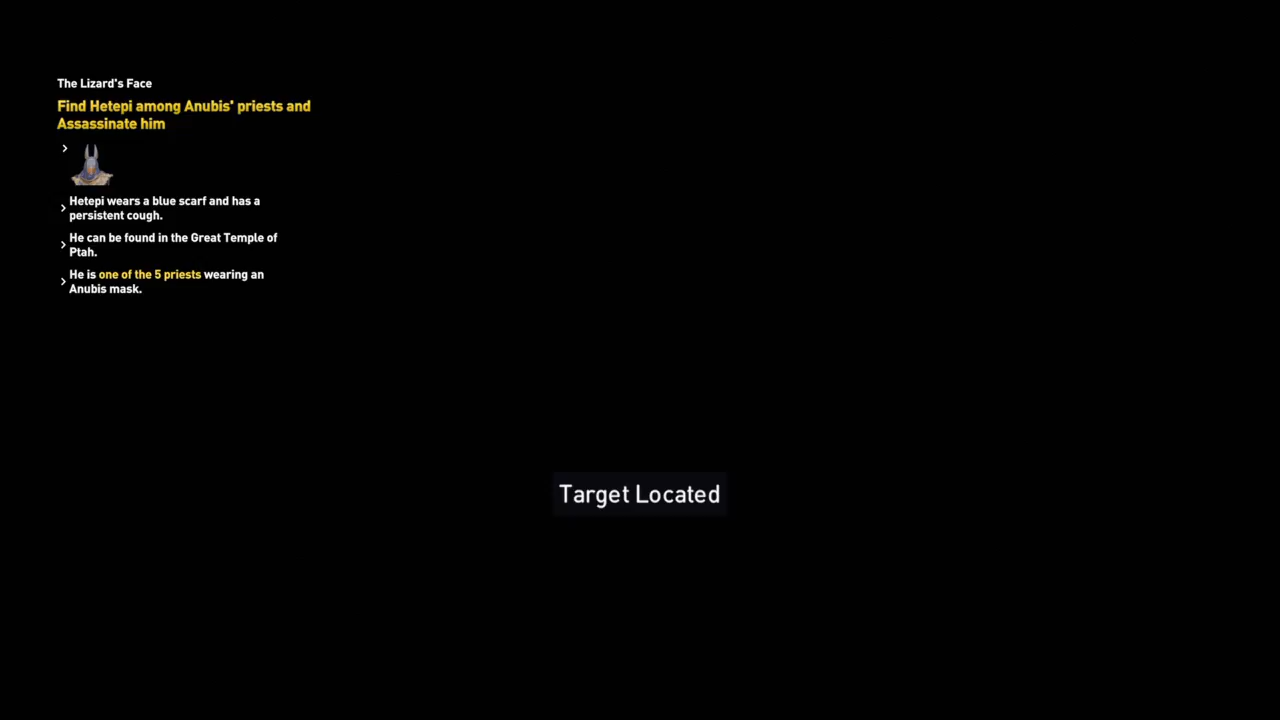 The Lizard's Face
Find Hetepi among Anubis' priests and
Assassinate him
Hetepi wears a blue scarf and has a
persistent cough.
He can be found in the Great Temple of
Ptah.
He is one of the 5 priests wearing an
Anubis mask.
Target Located